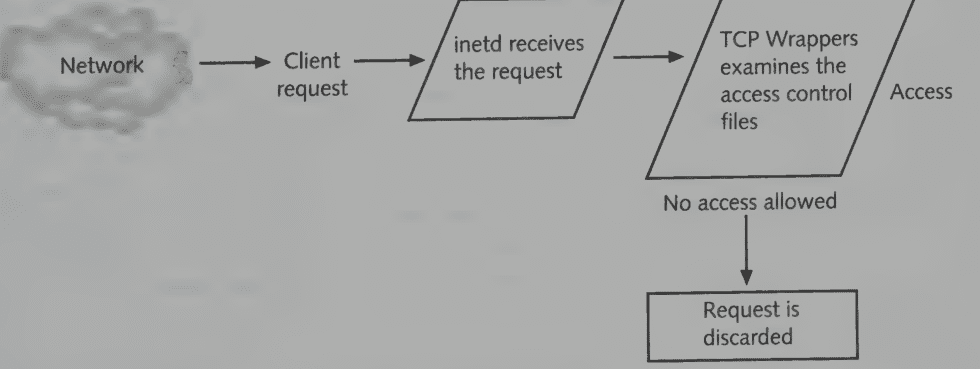 Network
Client
request
inetd receives
the request
TCP Wrappers
examines the
access control
files
Access
No access allowed
Request is
discarded